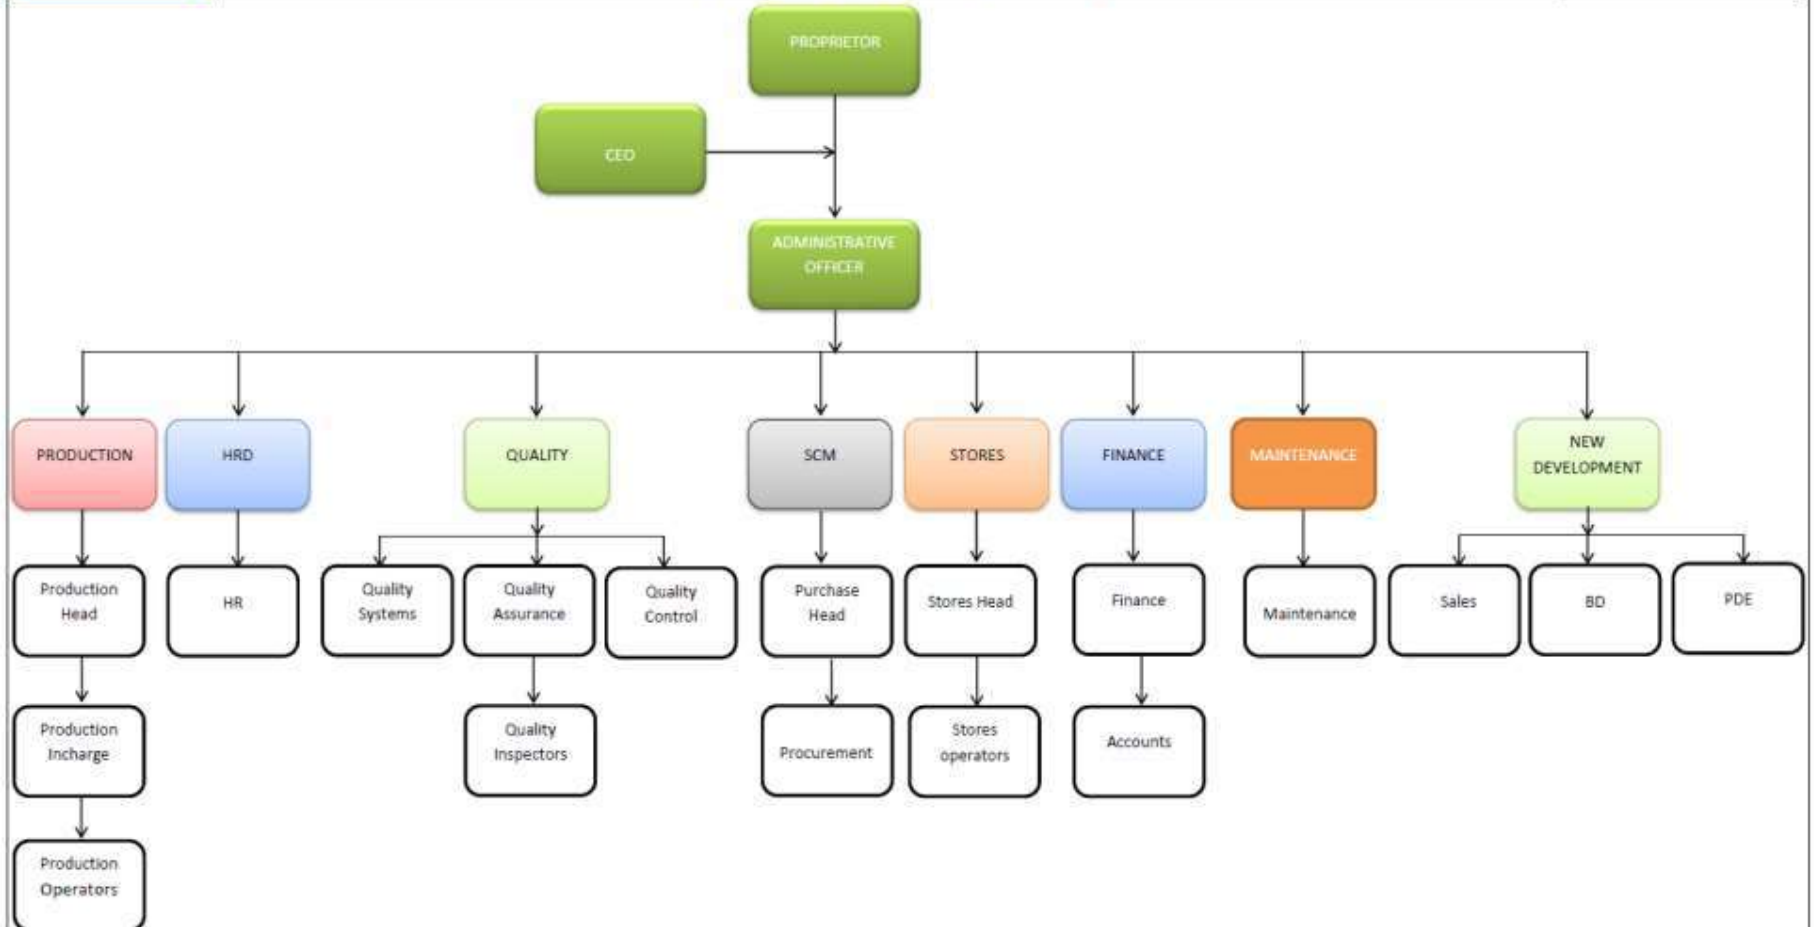 PROPRIETOR
CEO
ADMINISTRATIVE
OFFICER
PRODUCTION
HRD
QUALITY
SCM
STORES
FINANCE
MAINTENANCE
NEW
DEVELOPMENT
Production
Head
HR
Quality
Systems
Quality
Assurance
Quality
Control
Purchase
Head
Stores Head
Finance
Maintenance
Sales
BD
PDE
Production
Incharge
Quality
Inspectors
Procurement
Stores
operators
Accounts
Production
Operators